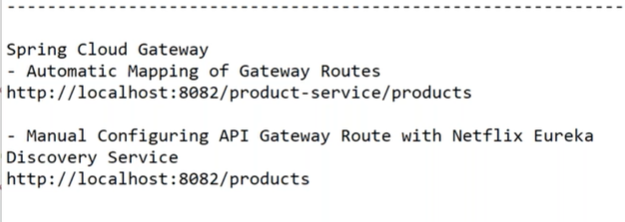 --------------------------------------------------------------
Spring Cloud Gateway
- Automatic Mapping of Gateway Routes
http://localhost:8082/product-service/products
- Manual Configuring API Gateway Route with Netflix Eureka
Discovery Service
http://localhost:8082/products